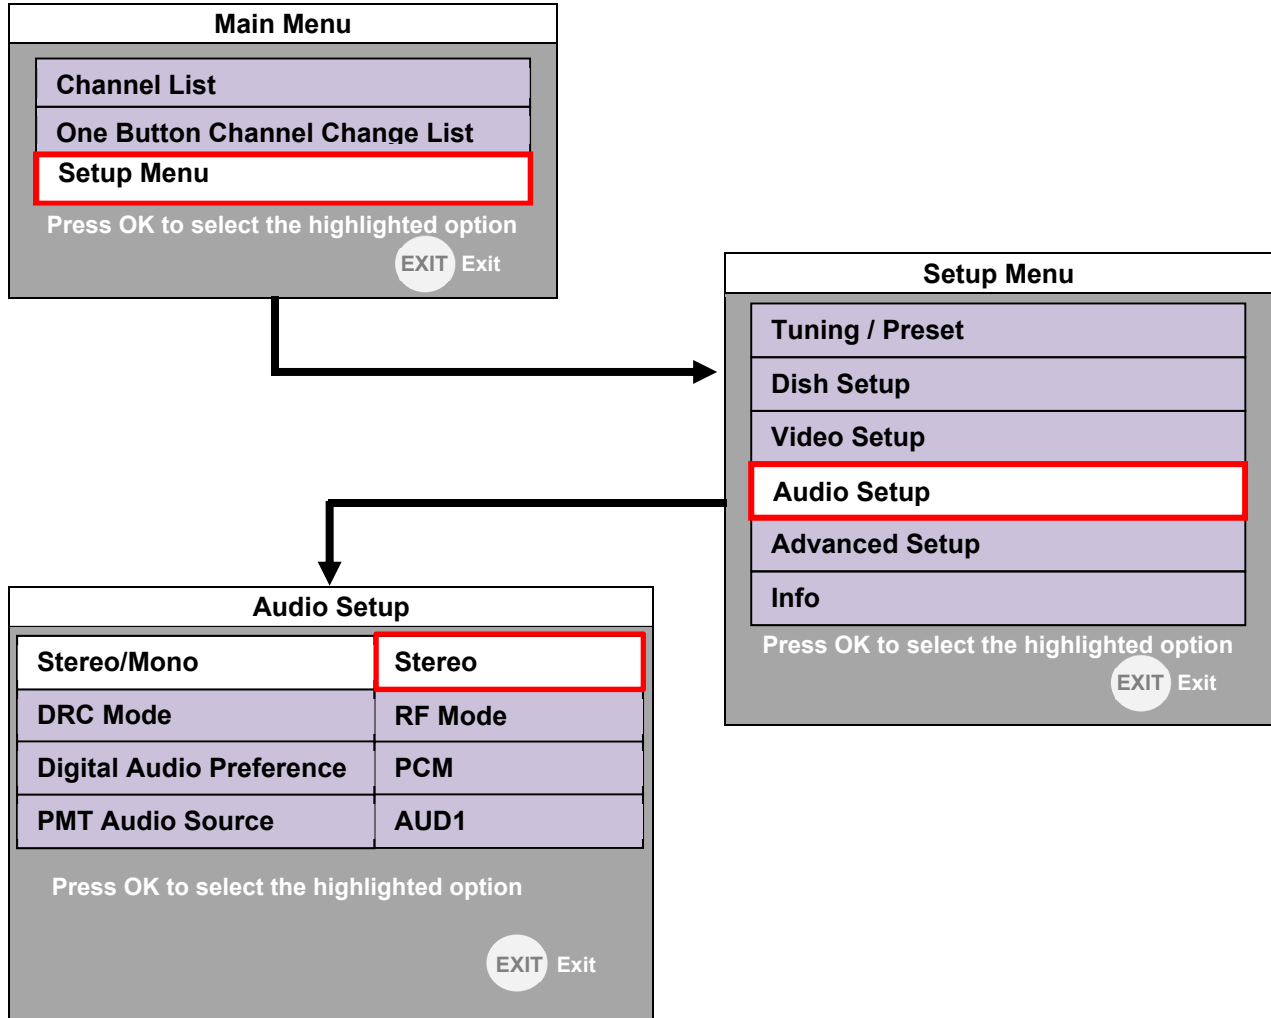 Main Menu
Channel List
One Button Channel Change List
Setup Menu
Press OK to select the highlighted option
EXIT Exit
Setup Menu
Tuning / Preset
Dish Setup
Video Setup
Audio Setup
Advanced Setup
Info
Press OK to select the highlighted option
EXIT Exit
Audio Setup
Stereo/Mono Stereo
DRC Mode RF Mode
Digital Audio Preference PCM
PMT Audio Source AUD1
Press OK to select the highlighted option
EXIT Exit